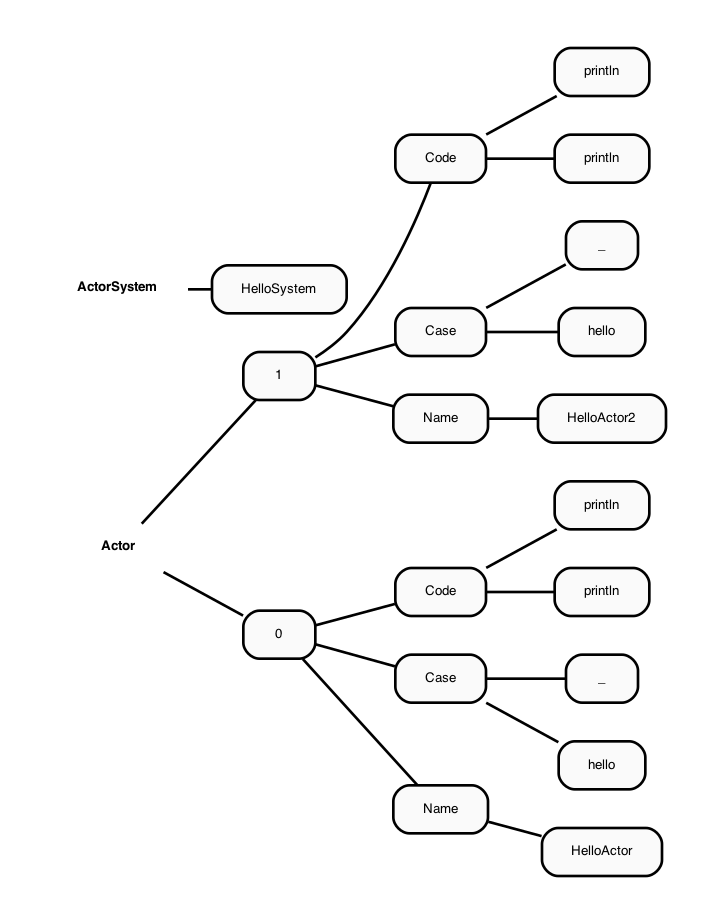 println
Code
println
_
ActorSystem
HelloSystem
Case
hello
1
Name
HelloActor2
println
Actor
Code
println
0
Case
_
hello
Name
HelloActor